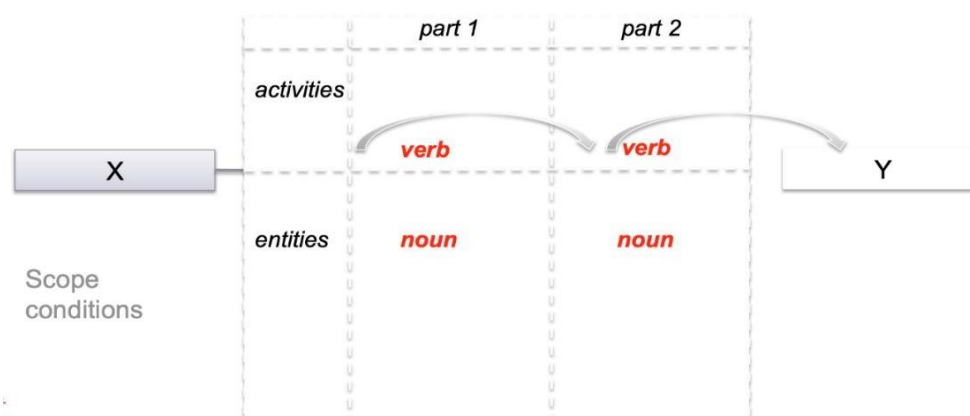 part 1 part 2
activities
verb verb
X Y
entities noun noun
Scope
conditions